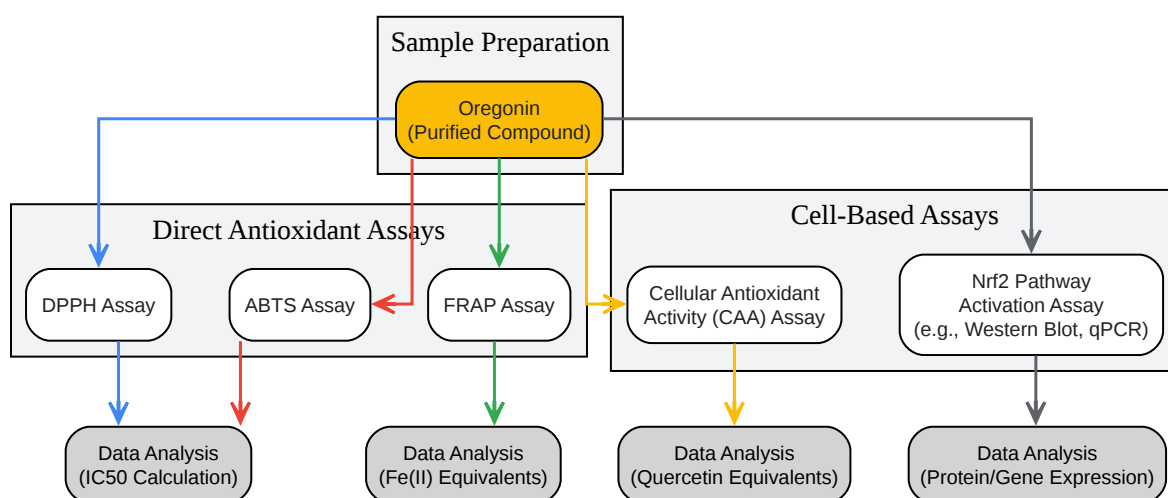 Sample Preparation
Oregonin
(Purified Compound)
Direct Antioxidant Assays
Cell-Based Assays
DPPH Assay
ABTS Assay
FRAP Assay
Cellular Antioxidant
Activity (CAA) Assay
Nrf2 Pathway
Activation Assay
(e.g., Western Blot, qPCR)
Data Analysis
(IC50 Calculation)
Data Analysis
(Fe(II) Equivalents)
Data Analysis
(Quercetin Equivalents)
Data Analysis
(Protein/Gene Expression)